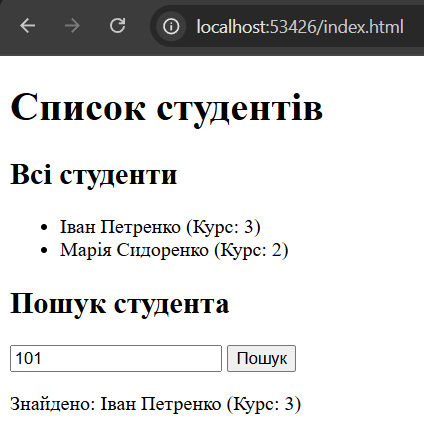 localhost:53426/index.html
Список студентів
Всі студенти
Іван Петренко (Курс: 3)
Марія Сидоренко (Курс: 2)
Пошук студента
101 Пошук
Знайдено: Іван Петренко (Курс: 3)